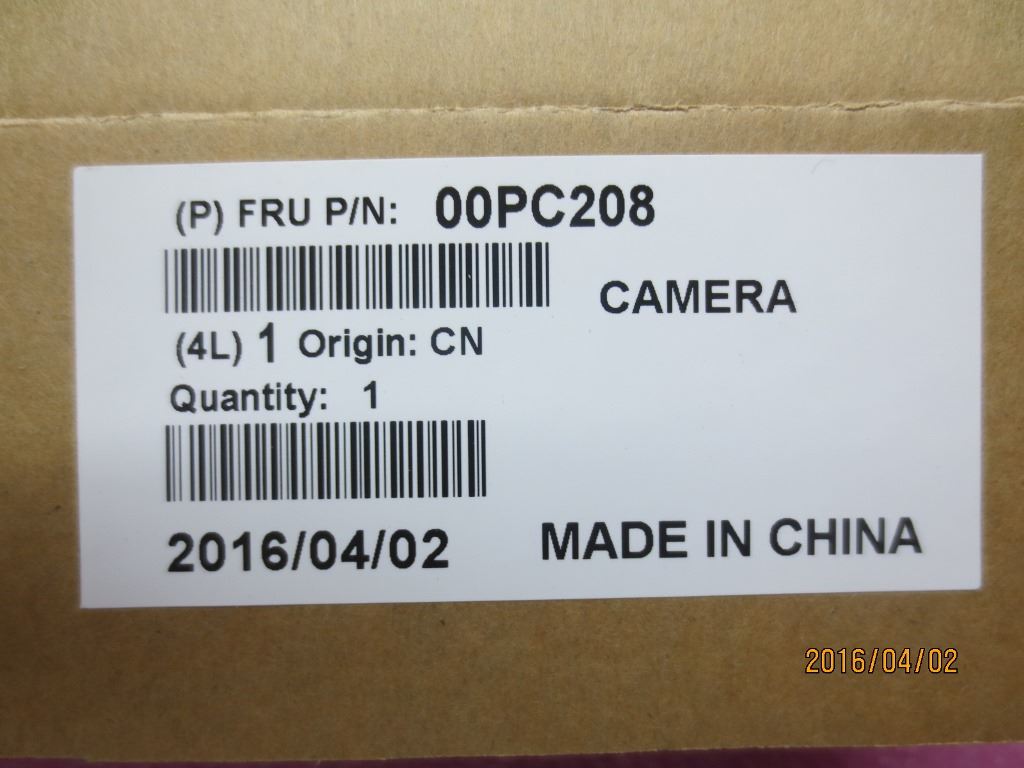 (P) FRU P/N: 00PC208
CAMERA
(4L) 1 Origin: CN
Quantity: 1
2016/04/02
MADE IN CHINA
2016/04/02